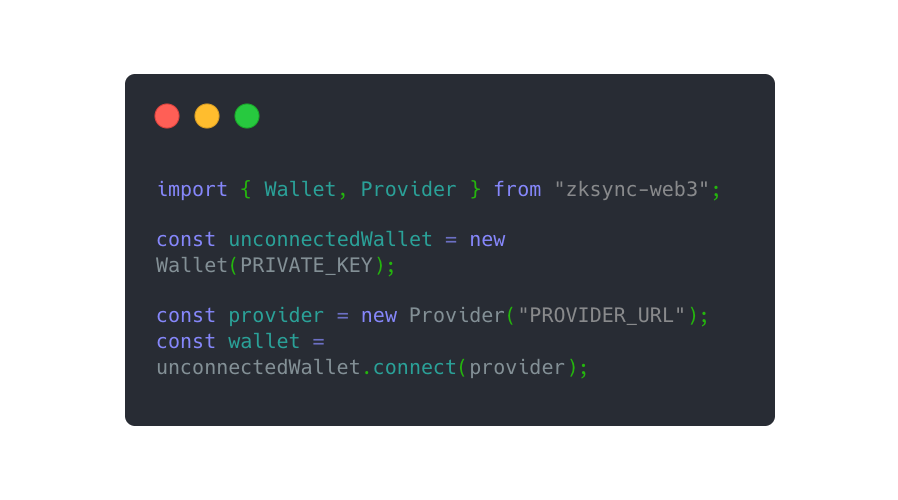 import { Wallet, Provider } from "zksync-web3";
const unconnectedWallet = new
Wallet(PRIVATE_KEY);
const provider = new Provider("PROVIDER_URL");
const wallet =
unconnectedWallet.connect(provider);